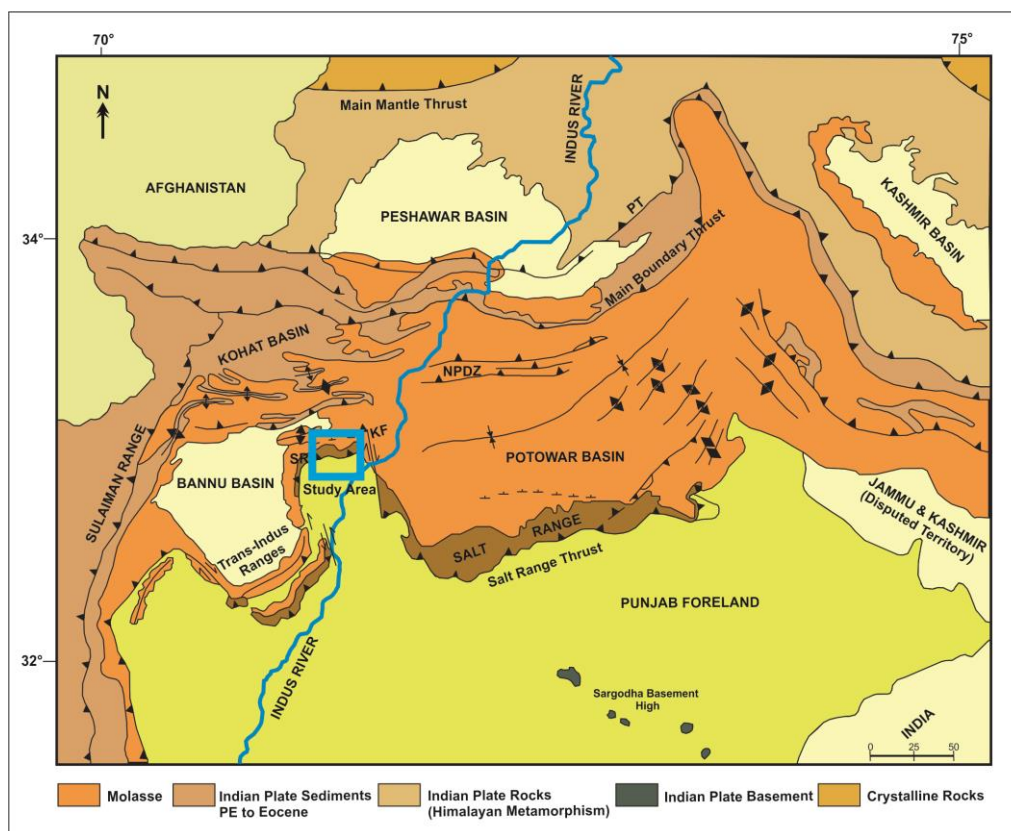 70°
75°
N
Main Mantle Thrust
INDUS RIVER
AFGHANISTAN
PESHAWAR BASIN
PT
KASHMIR BASIN
34°
Main Boundary Thrust
KOHAT BASIN
NPDZ
KF
SR
SULAIMAN RANGE
BANNU BASIN
Study Area
POTOWAR BASIN
JAMMU & KASHMIR
(Disputed
Territory)
Trans-Indus
Ranges
SALT RANGE
Salt Range Thrust
PUNJAB FORELAND
32°
INDUS RIVER
Sargodha Basement
High
INDIA
0 25 50
Molasse
Indian Plate Sediments
PE to Eocene
Indian Plate Rocks
(Himalayan Metamorphism)
Indian Plate Basement
Crystalline Rocks